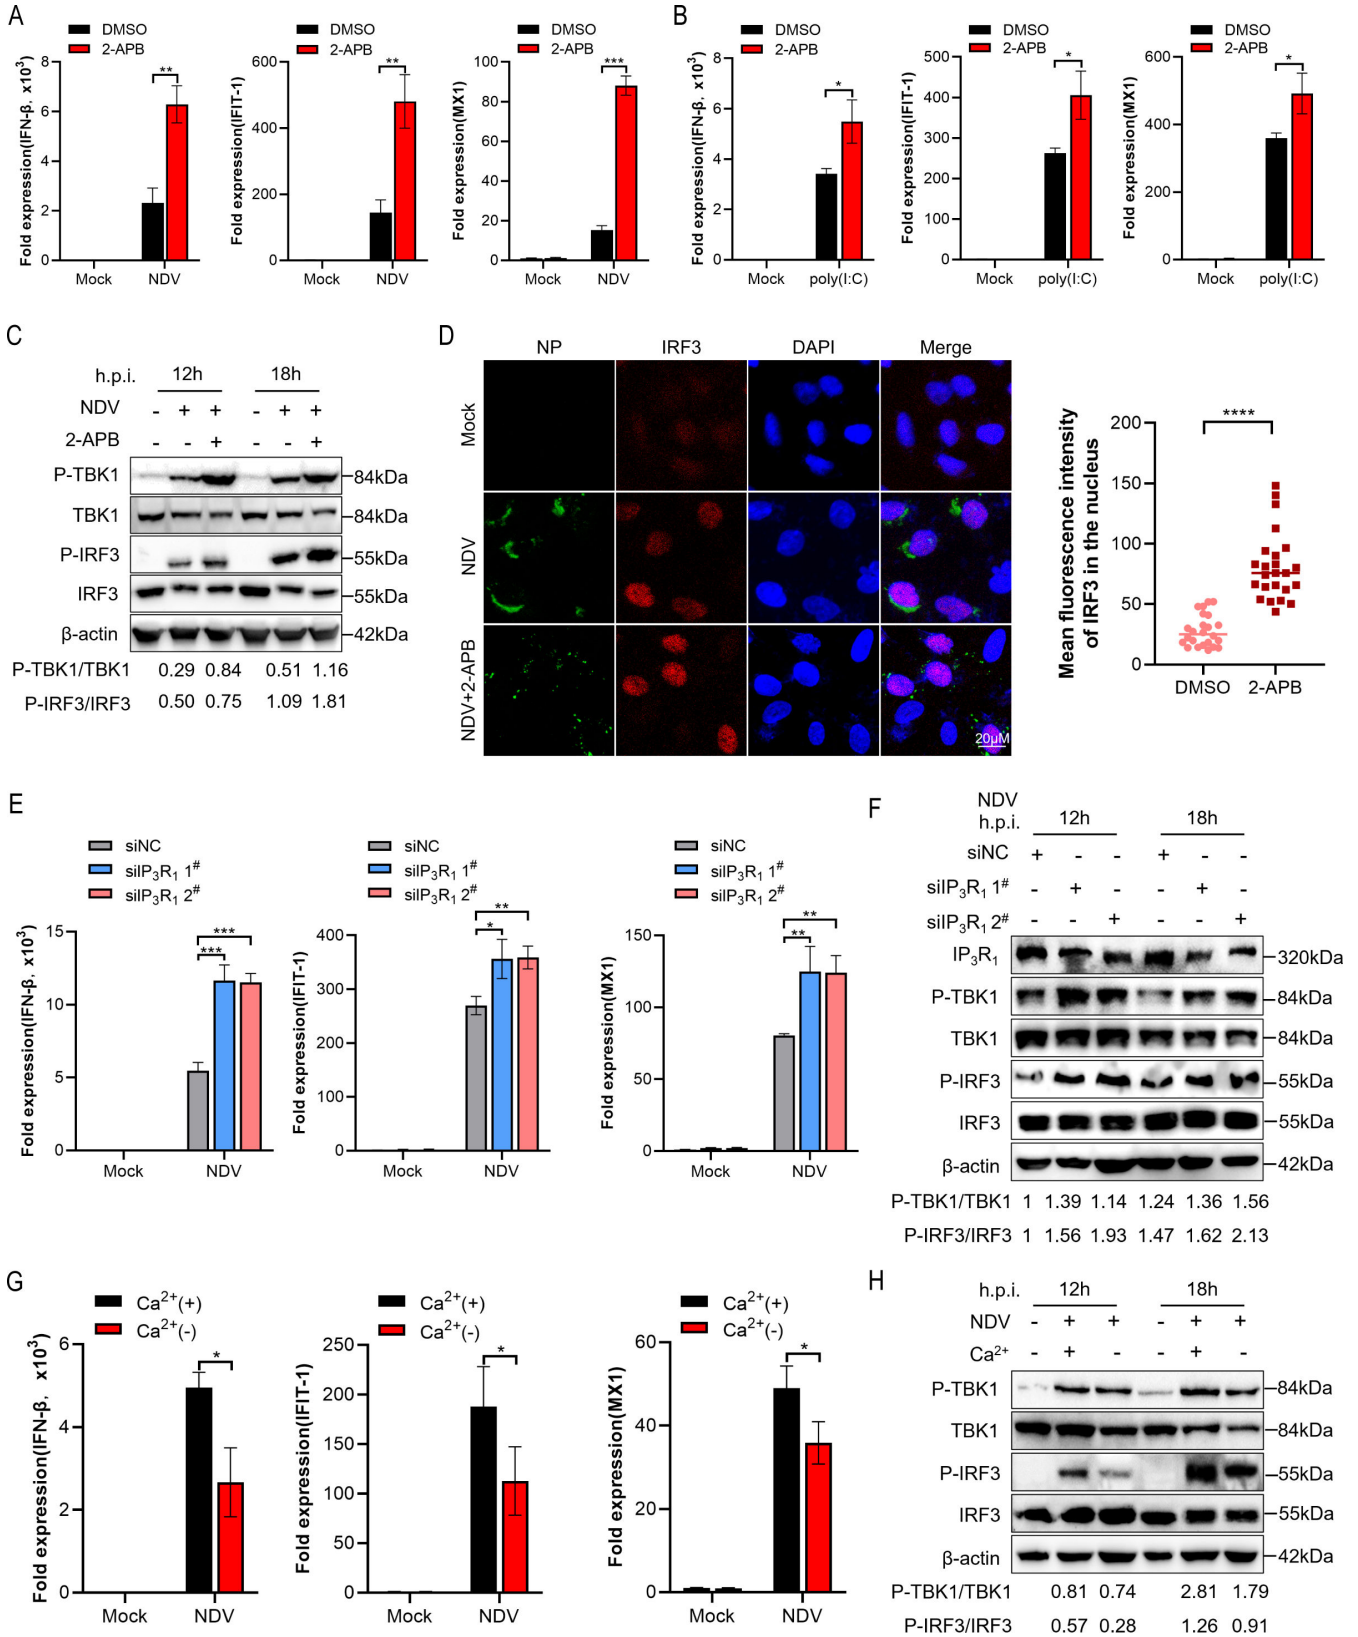 A
DMSO
2-APB
Fold expression(IFN-β, x10³)
8
6
4
2
0
**
Mock
NDV
DMSO
2-APB
Fold expression(IFIT-1)
600
400
200
0
**
Mock
NDV
DMSO
2-APB
Fold expression(MX1)
100
80
60
40
20
0
***
Mock
NDV
B
DMSO
2-APB
Fold expression(IFN-β, x10³)
8
6
4
2
0
*
Mock
poly(I:C)
DMSO
2-APB
Fold expression(IFIT-1)
500
400
300
200
100
0
*
Mock
poly(I:C)
DMSO
2-APB
Fold expression(MX1)
600
400
200
0
*
Mock
poly(I:C)
C
h.p.i. 12h 18h
NDV - + + - + +
2-APB - - + - - +
P-TBK1 84kDa
TBK1 84kDa
P-IRF3 55kDa
IRF3 55kDa
β-actin 42kDa
P-TBK1/TBK1 0.29 0.84 0.51 1.16
P-IRF3/IRF3 0.50 0.75 1.09 1.81
D
NP IRF3 DAPI Merge
Mock
NDV
NDV+2-APB
20μM
Mean fluorescence intensity
of IRF3 in the nucleus
200
150
100
50
0
****
DMSO 2-APB
E
siNC
siIP₃R₁ 1#
siIP₃R₁ 2#
Fold expression(IFN-β, x10³)
15
10
5
0
***
***
Mock
NDV
siNC
siIP₃R₁ 1#
siIP₃R₁ 2#
Fold expression(IFIT-1)
400
300
200
100
0
**
*
Mock
NDV
siNC
siIP₃R₁ 1#
siIP₃R₁ 2#
Fold expression(MX1)
150
100
50
0
**
**
Mock
NDV
F
NDV
h.p.i. 12h 18h
siNC + - - + - -
siIP₃R₁ 1# - + - - + -
siIP₃R₁ 2# - - + - - +
IP₃R₁ 320kDa
P-TBK1 84kDa
TBK1 84kDa
P-IRF3 55kDa
IRF3 55kDa
β-actin 42kDa
P-TBK1/TBK1 1 1.39 1.14 1.24 1.36 1.56
P-IRF3/IRF3 1 1.56 1.93 1.47 1.62 2.13
G
Ca²⁺(+)
Ca²⁺(-)
Fold expression(IFN-β, x10³)
6
4
2
0
*
Mock
NDV
Ca²⁺(+)
Ca²⁺(-)
Fold expression(IFIT-1)
250
200
150
100
50
0
*
Mock
NDV
Ca²⁺(+)
Ca²⁺(-)
Fold expression(MX1)
60
40
20
0
*
Mock
NDV
H
h.p.i. 12h 18h
NDV - + + - + +
Ca²⁺ - + - - + -
P-TBK1 84kDa
TBK1 84kDa
P-IRF3 55kDa
IRF3 55kDa
β-actin 42kDa
P-TBK1/TBK1 0.81 0.74 2.81 1.79
P-IRF3/IRF3 0.57 0.28 1.26 0.91